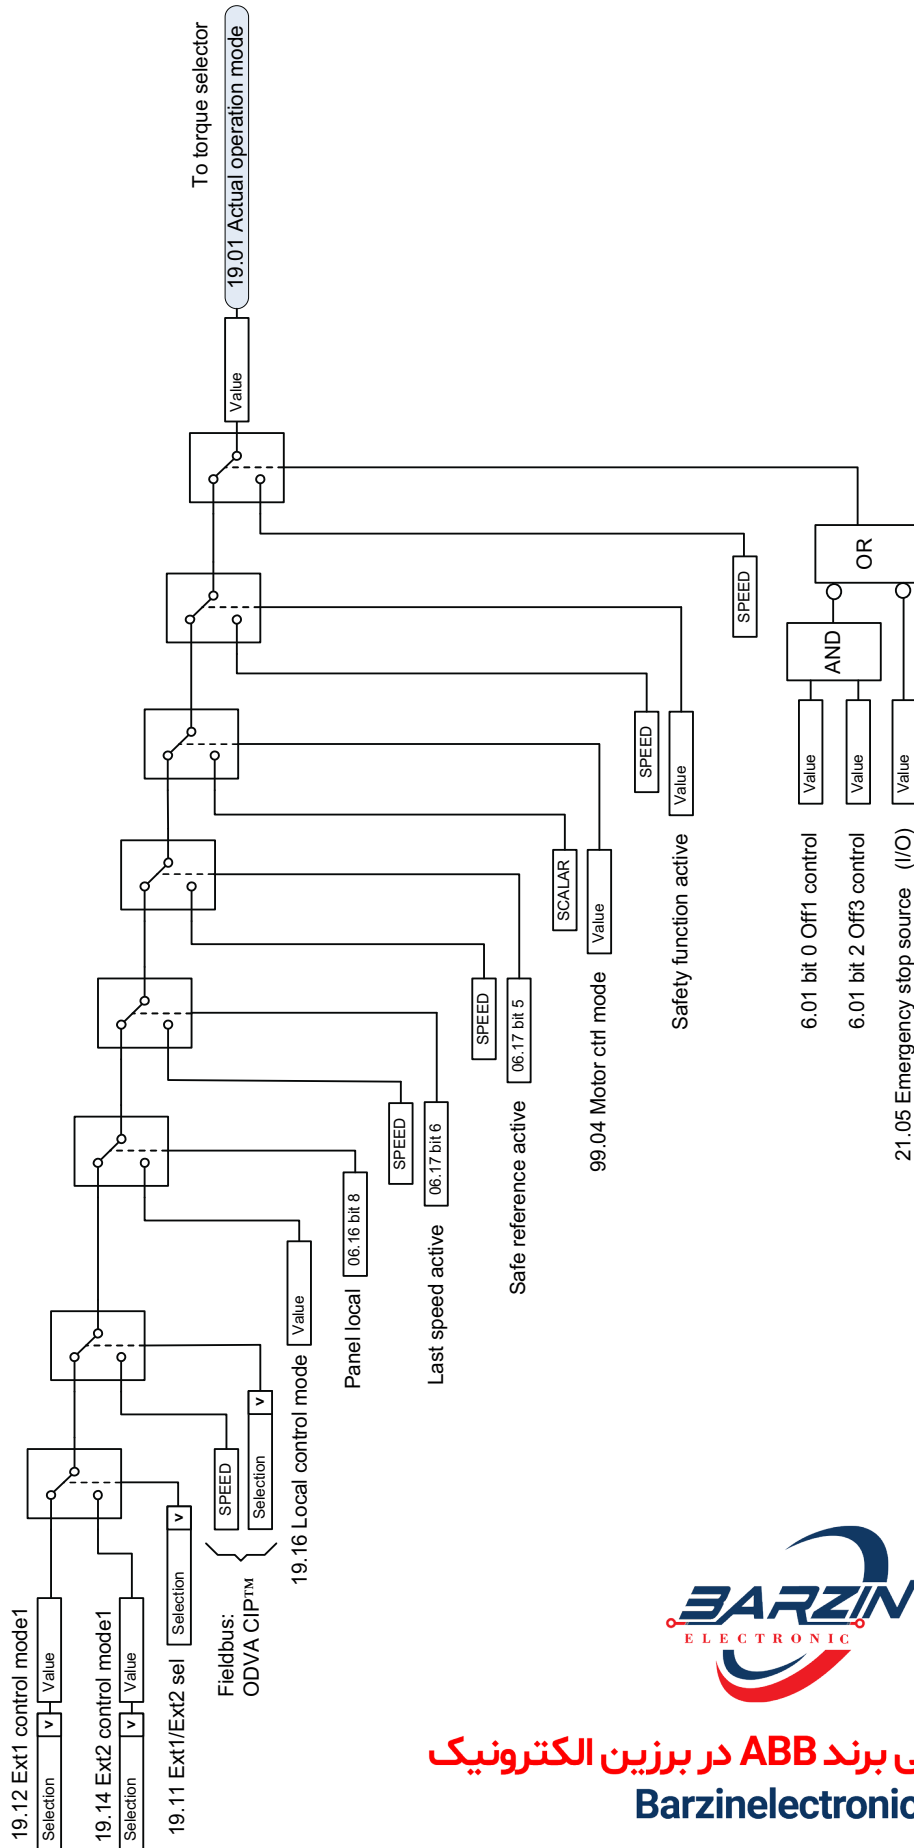 To torque selector
19.01 Actual operation mode
Value
SPEED
OR
AND
Value
Value
Value
6.01 bit 0 Off1 control
6.01 bit 2 Off3 control
21.05 Emergency stop source (I/O)
SPEED
Value
Safety function active
SCALAR
Value
99.04 Motor ctrl mode
SPEED
06.17 bit 5
Safe reference active
SPEED
06.17 bit 6
Last speed active
06.16 bit 8
Panel local
Value
19.16 Local control mode
SPEED
Selection
v
Fieldbus:
ODVA CIP™
19.12 Ext1 control mode1
Selection
v
Value
19.14 Ext2 control mode1
Selection
v
Value
19.11 Ext1/Ext2 sel
Selection
v
BARZIN
ELECTRONIC
برند ABB در برزین الکترونیک
Barzinelectronic